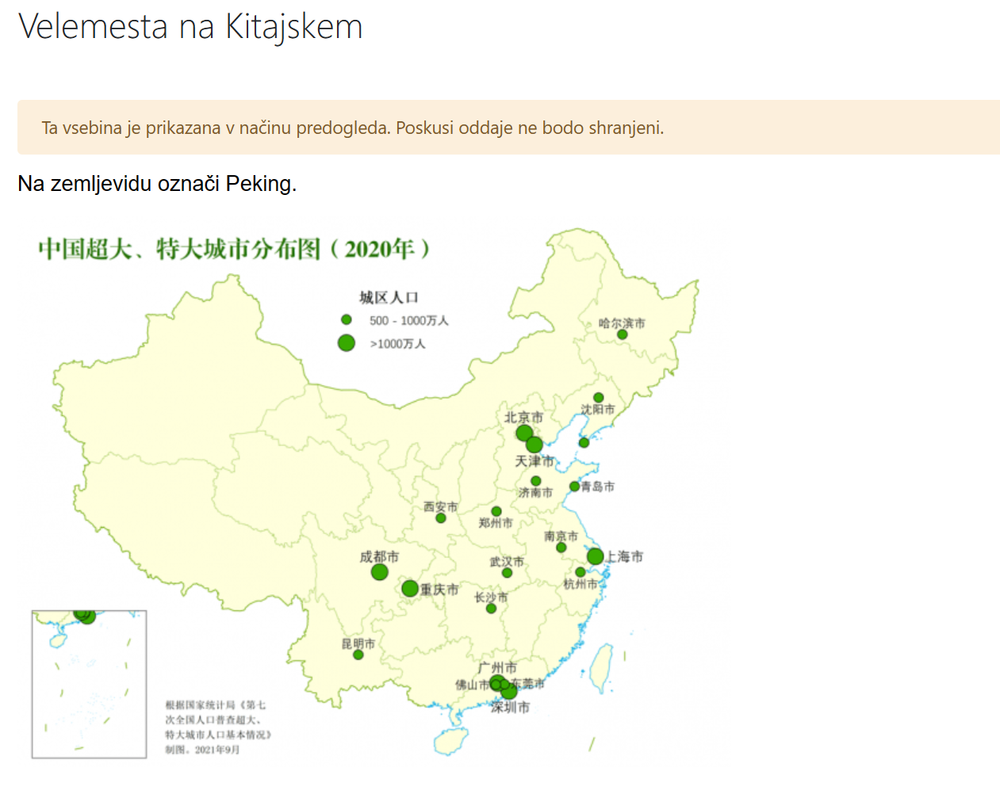 Velemesta na Kitajskem
Ta vsebina je prikazana v načinu predogleda. Poskusi oddaje ne bodo shranjeni.
Na zemljevidu označi Peking.
中国超大、特大城市分布图（2020年）
城区人口
500 - 1000万人
>1000万人
哈尔滨市
沈阳市
北京市
天津市
济南市
青岛市
西安市
郑州市
南京市
成都市
上海市
武汉市
杭州市
重庆市
长沙市
昆明市
广州市
佛山市
东莞市
深圳市
根据国家统计局《第七
次全国人口普查超大、
特大城市人口基本情况》
制图。2021年9月